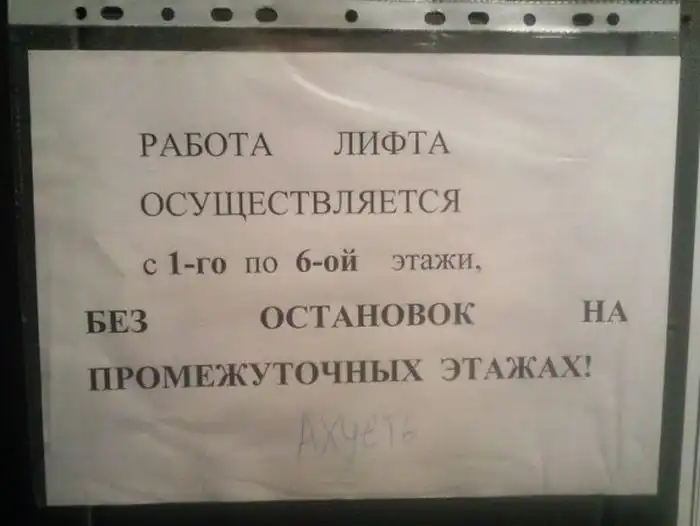 РАБОТА ЛИФТА
ОСУЩЕСТВЛЯЕТСЯ
с 1-го по 6-ой этажи,
БЕЗ ОСТАНОВОК НА
ПРОМЕЖУТОЧНЫХ ЭТАЖАХ!
АХУЕТЬ